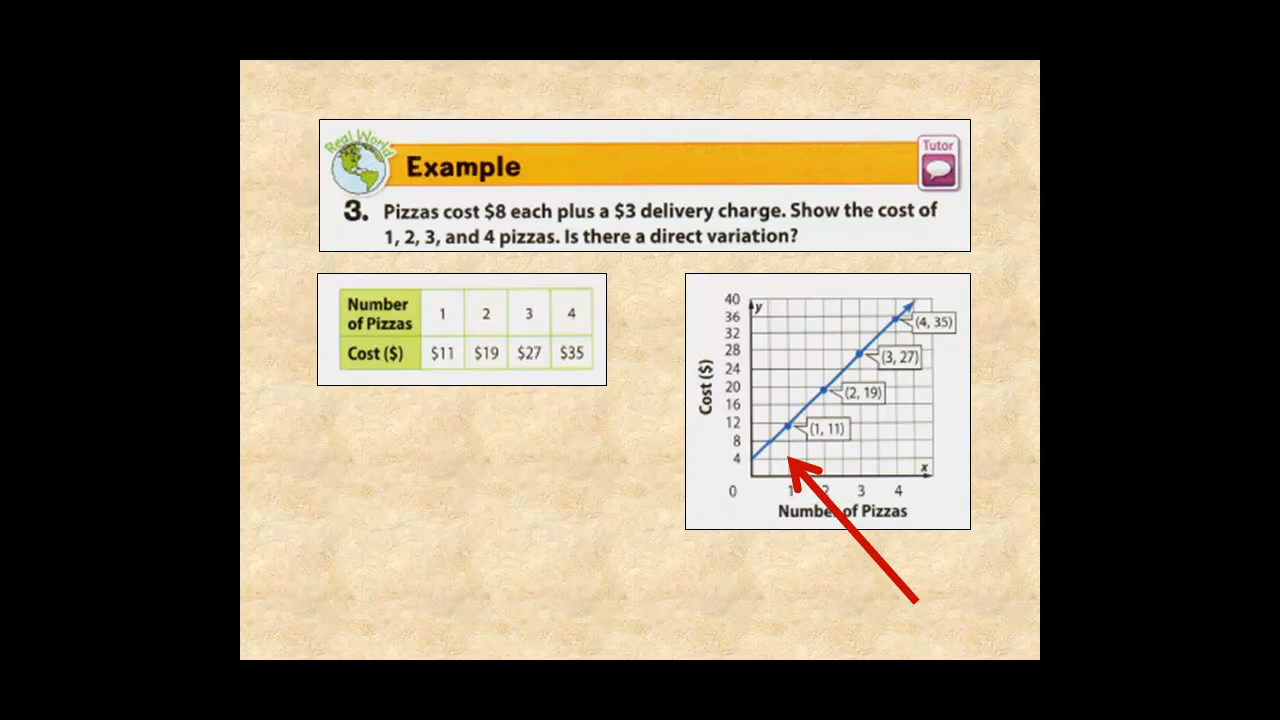 Real World
Example
Tutor
3. Pizzas cost $8 each plus a $3 delivery charge. Show the cost of
1, 2, 3, and 4 pizzas. Is there a direct variation?
Number of Pizzas 1 2 3 4
Cost ($) $11 $19 $27 $35
Cost ($)
40
36
32
28
24
20
16
12
8
4
0
y
(4, 35)
(3, 27)
(2, 19)
(1, 11)
x
1 2 3 4
Number of Pizzas